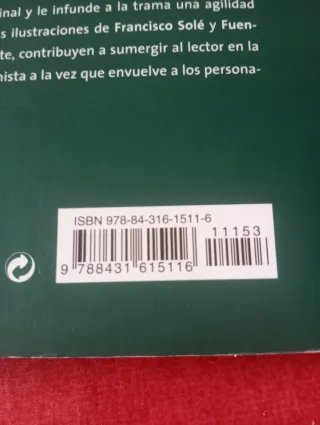 inal y le infunde a la trama una agilidad
s ilustraciones de Francisco Solé y Fuen-
te, contribuyen a sumergir al lector en la
nista a la vez que envuelve a los persona-
ISBN 978-84-316-1511-6
11153
9 788431 615116